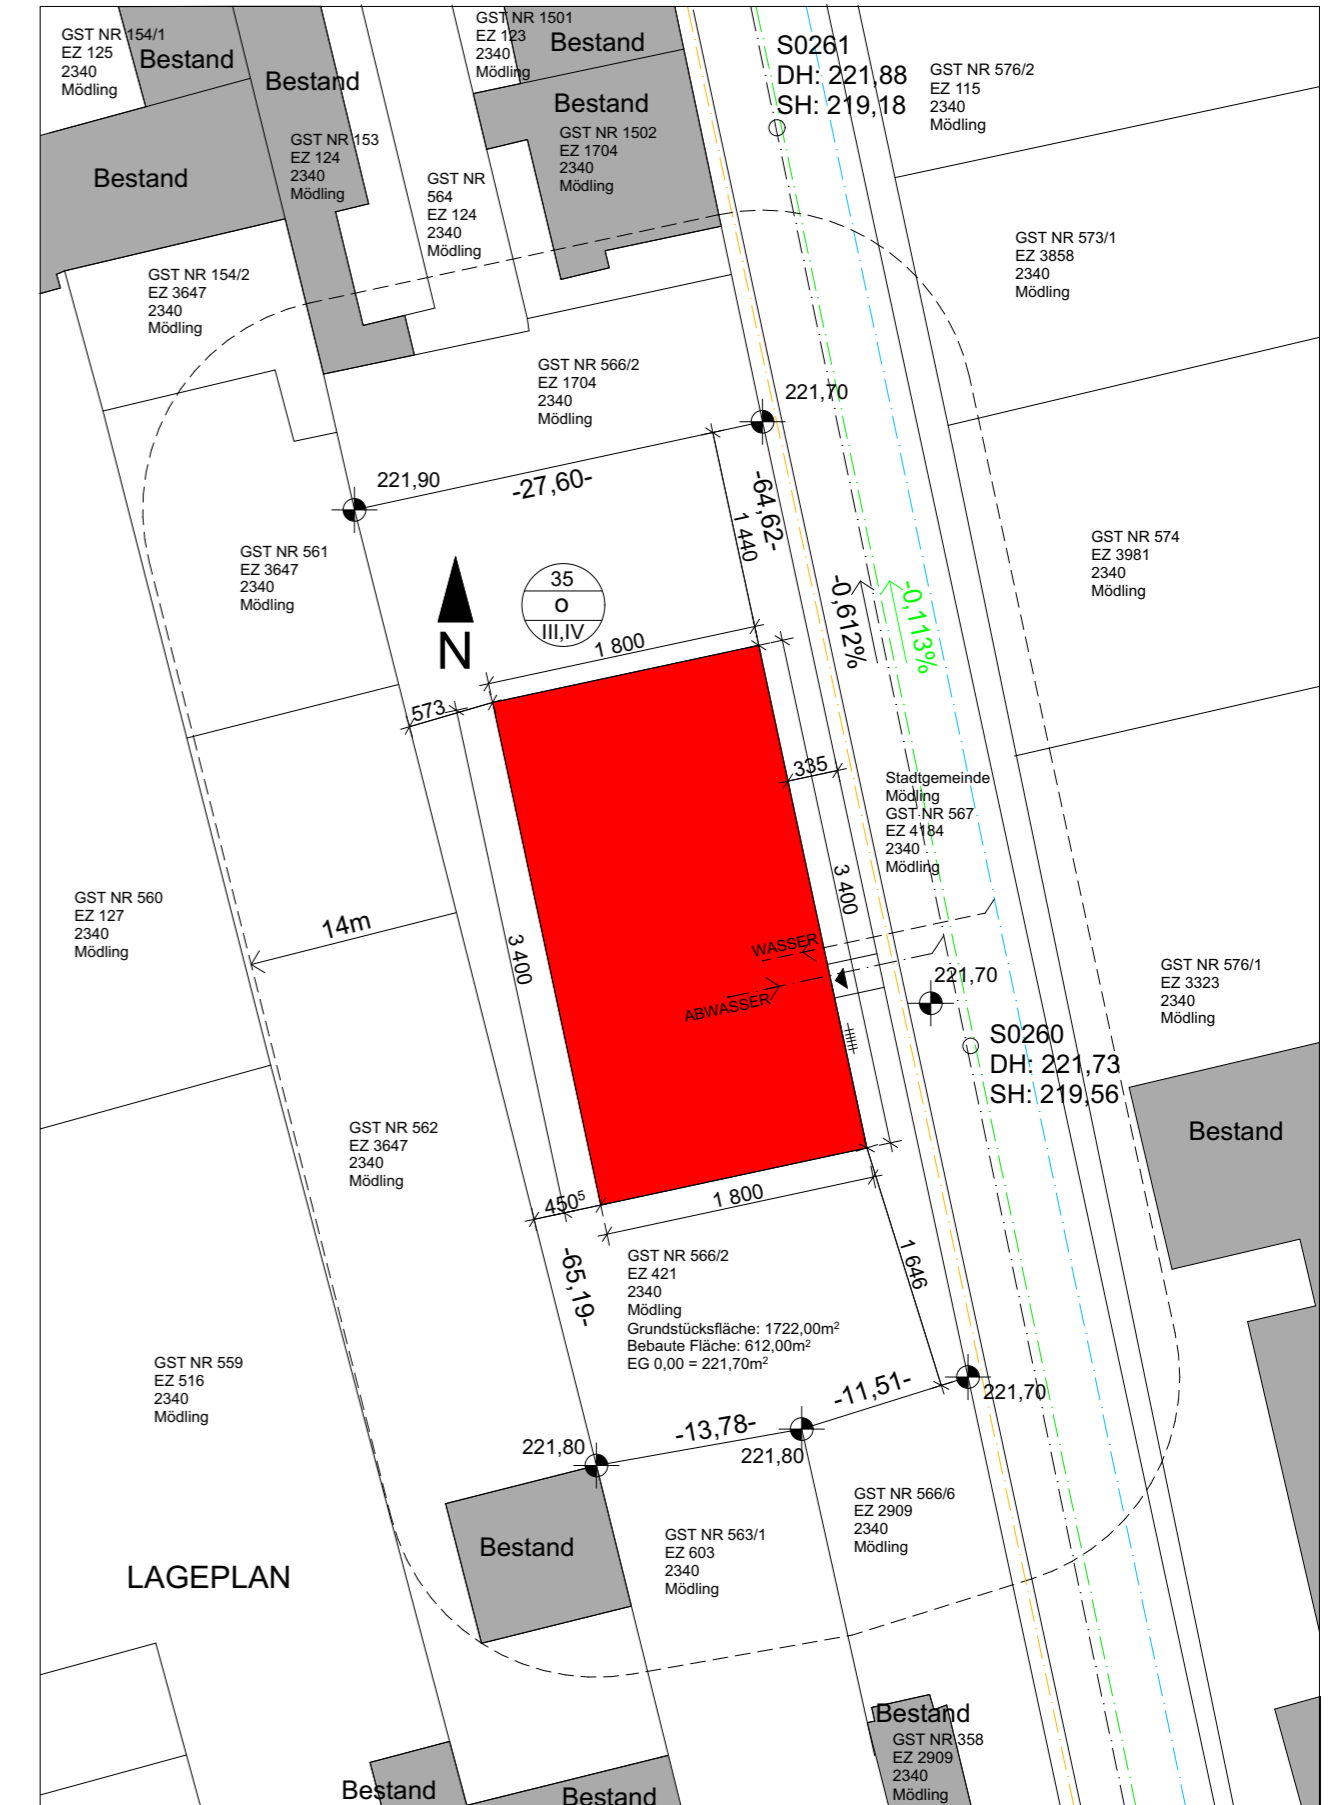 GST NR 154/1
EZ 125
2340
Mödling
Bestand
Bestand
GST NR 1501
EZ 123
2340
Mödling
Bestand
S0261
DH: 221,88
SH: 219,18
GST NR 576/2
EZ 115
2340
Mödling
Bestand
GST NR 1502
EZ 1704
2340
Mödling
GST NR 153
EZ 124
2340
Mödling
Bestand
GST NR
564
EZ 124
2340
Mödling
GST NR 573/1
EZ 3858
2340
Mödling
GST NR 154/2
EZ 3647
2340
Mödling
GST NR 566/2
EZ 1704
2340
Mödling
221,70
221,90
-27,60-
-64,62-
1 440
GST NR 561
EZ 3647
2340
Mödling
GST NR 574
EZ 3981
2340
Mödling
35
O
III,IV
N
-0,612%
-0,113%
1 800
573
335
Stadtgemeinde
Mödling
GST NR 567
EZ 4184
2340
Mödling
3 400
GST NR 560
EZ 127
2340
Mödling
14m
3 400
WASSER
ABWASSER
221,70
GST NR 576/1
EZ 3323
2340
Mödling
S0260
DH: 221,73
SH: 219,56
Bestand
GST NR 562
EZ 3647
2340
Mödling
450⁵
1 800
-65,19-
1 646
GST NR 566/2
EZ 421
2340
Mödling
Grundstücksfläche: 1722,00m²
Bebaute Fläche: 612,00m²
EG 0,00 = 221,70m²
GST NR 559
EZ 516
2340
Mödling
-11,51-
221,70
-13,78-
221,80
221,80
GST NR 566/6
EZ 2909
2340
Mödling
GST NR 563/1
EZ 603
2340
Mödling
Bestand
LAGEPLAN
Bestand
GST NR 358
EZ 2909
2340
Mödling
Bestand
Bestand